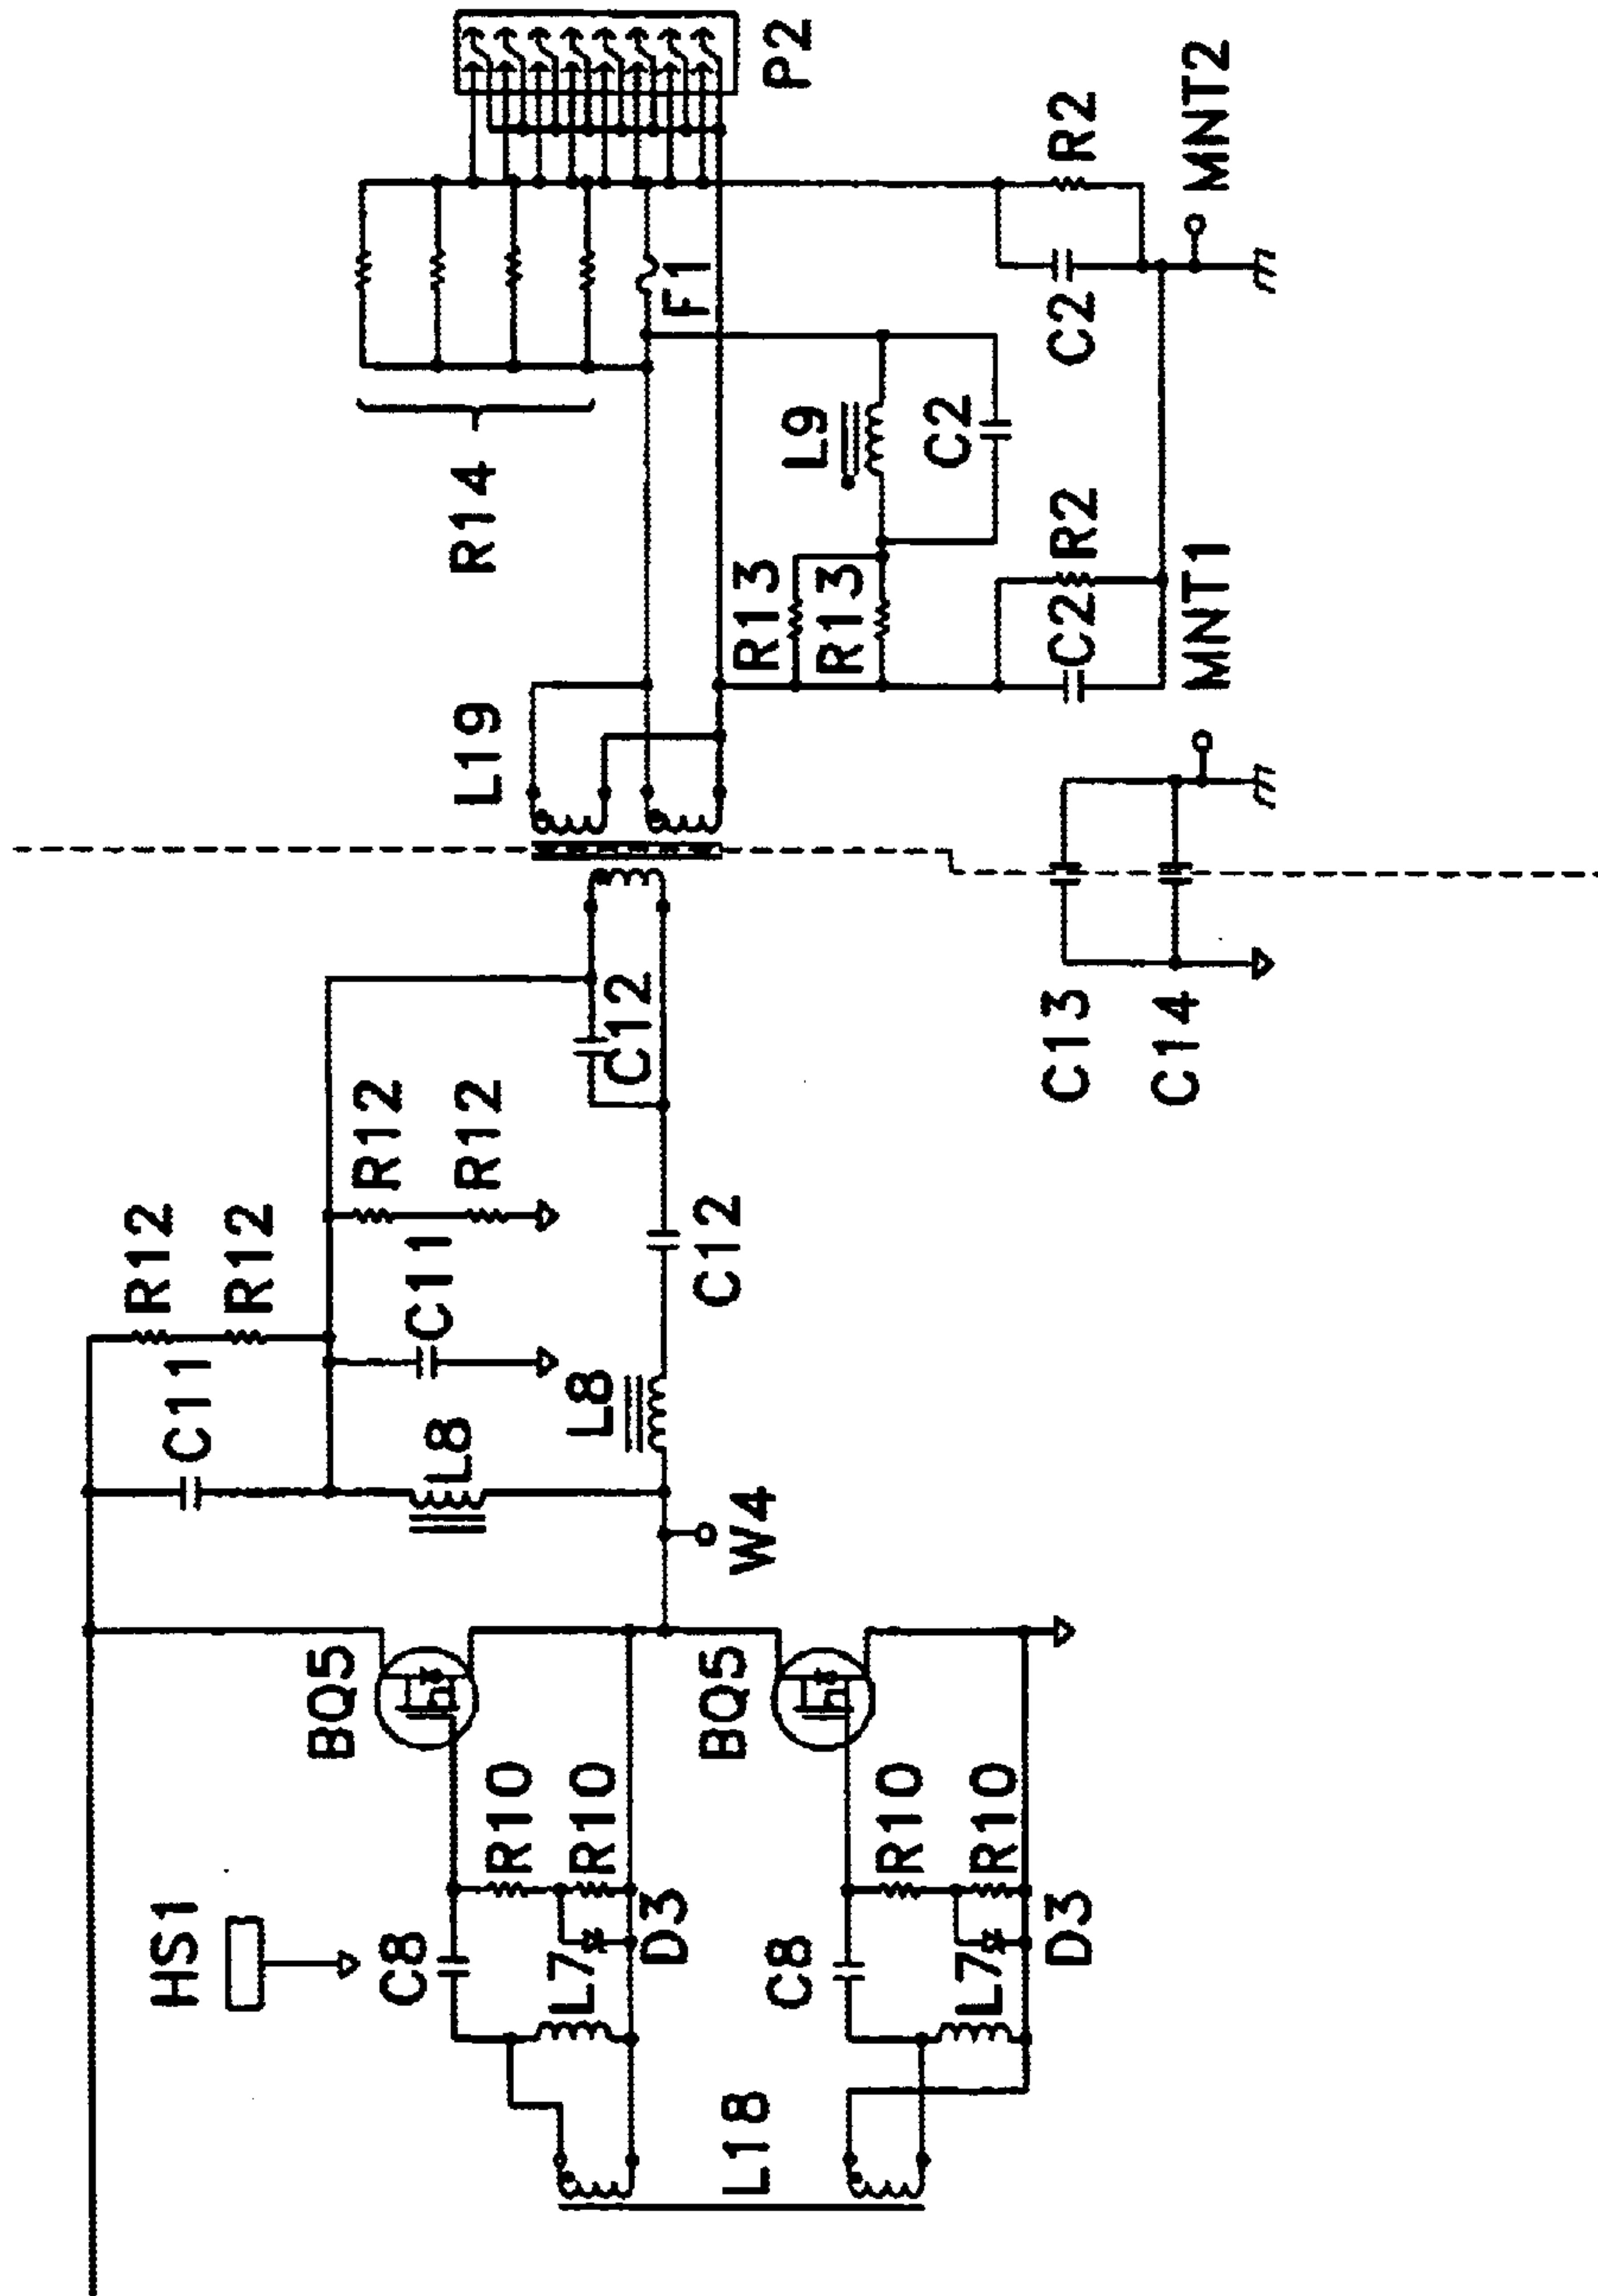 P2
R2
MNT2
F1
C2
R14
L9
C2
R13
R13
R2
C2
MNT1
L19
C12
C13
C14
R12
R12
R12
R12
C11
C12
C11
L8
L8
W4
BQ5
BQ5
R10
R10
R10
R10
HS1
C8
D3
L7
C8
D3
L7
L18